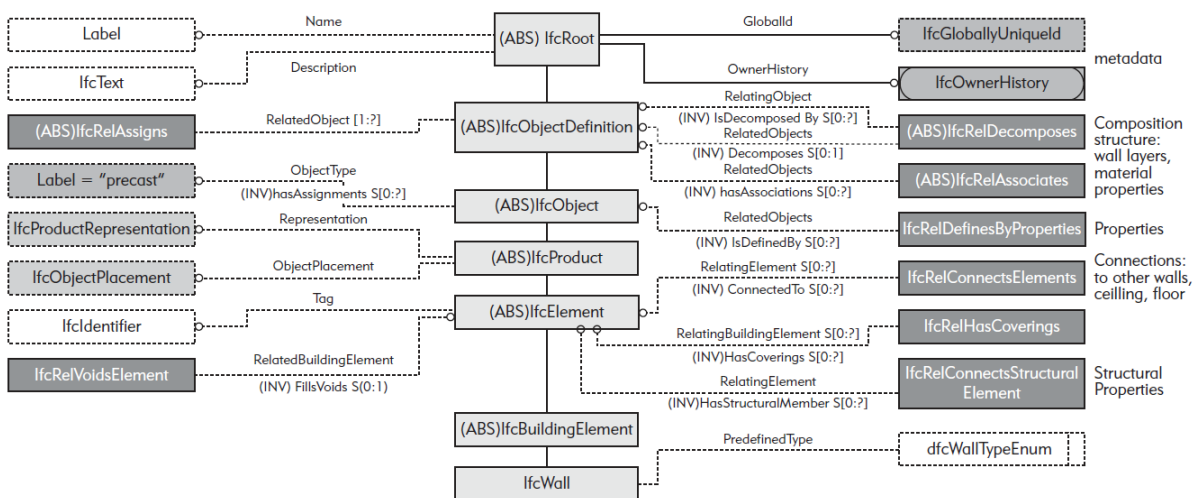 Label
Name
(ABS) IfcRoot
GlobalId
IfcGloballyUniqueId
metadata
IfcText
Description
OwnerHistory
IfcOwnerHistory
(ABS)IfcRelAssigns
RelatedObject [1:?]
(ABS)IfcObjectDefinition
RelatingObject
(INV) IsDecomposed By S[0:?]
RelatedObjects
(INV) Decomposes S[0:1]
(ABS)IfcRelDecomposes
Composition
structure:
wall layers,
material
properties
Label = "precast"
ObjectType
(INV)hasAssignments S[0:?]
RelatedObjects
(INV) hasAssociations S[0:?]
(ABS)IfcRelAssociates
(ABS)IfcObject
IfcProductRepresentation
Representation
RelatedObjects
(INV) IsDefinedBy S[0:?]
IfcRelDefinesByProperties
Properties
(ABS)IfcProduct
IfcObjectPlacement
ObjectPlacement
RelatingElement S[0:?]
(INV) ConnectedTo S[0:?]
IfcRelConnectsElements
Connections:
to other walls,
ceilling, floor
IfcIdentifier
Tag
(ABS)IfcElement
RelatingBuildingElement S[0:?]
(INV)HasCoverings S[0:?]
IfcRelHasCoverings
IfcRelVoidsElement
RelatedBuildingElement
(INV) FillsVoids S(0:1)
RelatingElement
(INV)HasStructuralMember S[0:?]
IfcRelConnectsStructural
Element
Structural
Properties
(ABS)IfcBuildingElement
PredefinedType
dfcWallTypeEnum
IfcWall